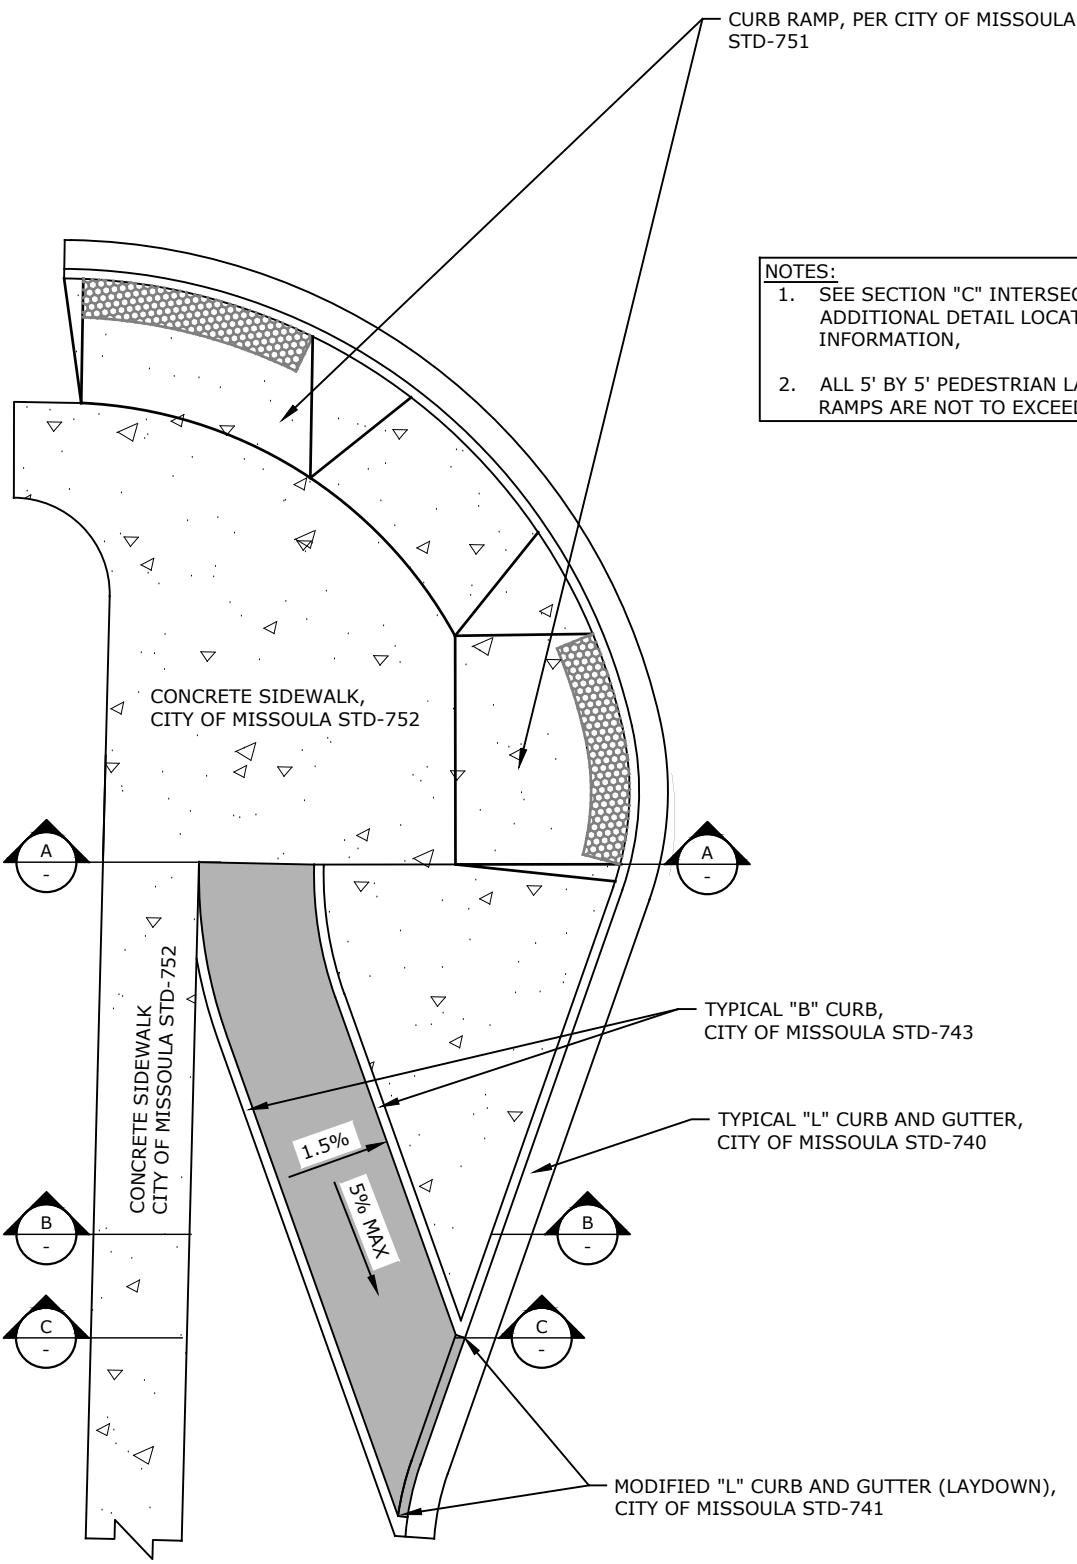 CURB RAMP, PER CITY OF MISSOULA
STD-751
NOTES:
1. SEE SECTION "C" INTERSEC
ADDITIONAL DETAIL LOCAT
INFORMATION,
2. ALL 5' BY 5' PEDESTRIAN LA
RAMPS ARE NOT TO EXCEED
CONCRETE SIDEWALK,
CITY OF MISSOULA STD-752
A
-
A
-
CONCRETE SIDEWALK
CITY OF MISSOULA STD-752
TYPICAL "B" CURB,
CITY OF MISSOULA STD-743
TYPICAL "L" CURB AND GUTTER,
CITY OF MISSOULA STD-740
1.5%
5% MAX
B
-
B
-
C
-
C
-
MODIFIED "L" CURB AND GUTTER (LAYDOWN),
CITY OF MISSOULA STD-741